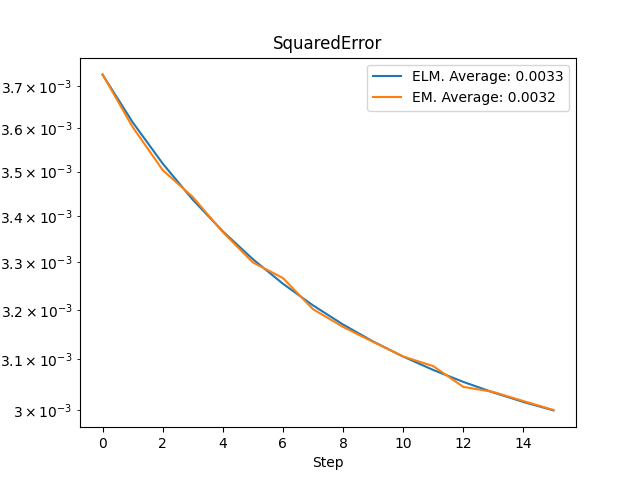 SquaredError
ELM. Average: 0.0033
EM. Average: 0.0032
3.7 × 10⁻³
3.6 × 10⁻³
3.5 × 10⁻³
3.4 × 10⁻³
3.3 × 10⁻³
3.2 × 10⁻³
3.1 × 10⁻³
3 × 10⁻³
0 2 4 6 8 10 12 14
Step